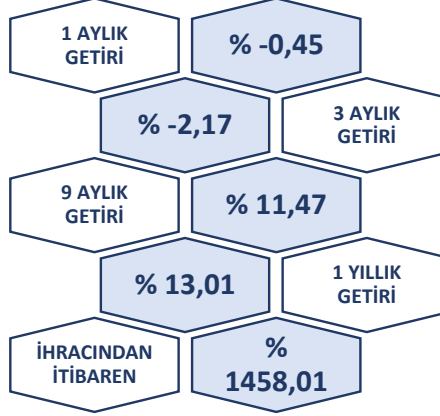 1 AYLIK
GETİRİ
% -0,45
% -2,17
3 AYLIK
GETİRİ
9 AYLIK
GETİRİ
% 11,47
% 13,01
1 YILLIK
GETİRİ
İHRACINDAN
İTİBAREN
%
1458,01